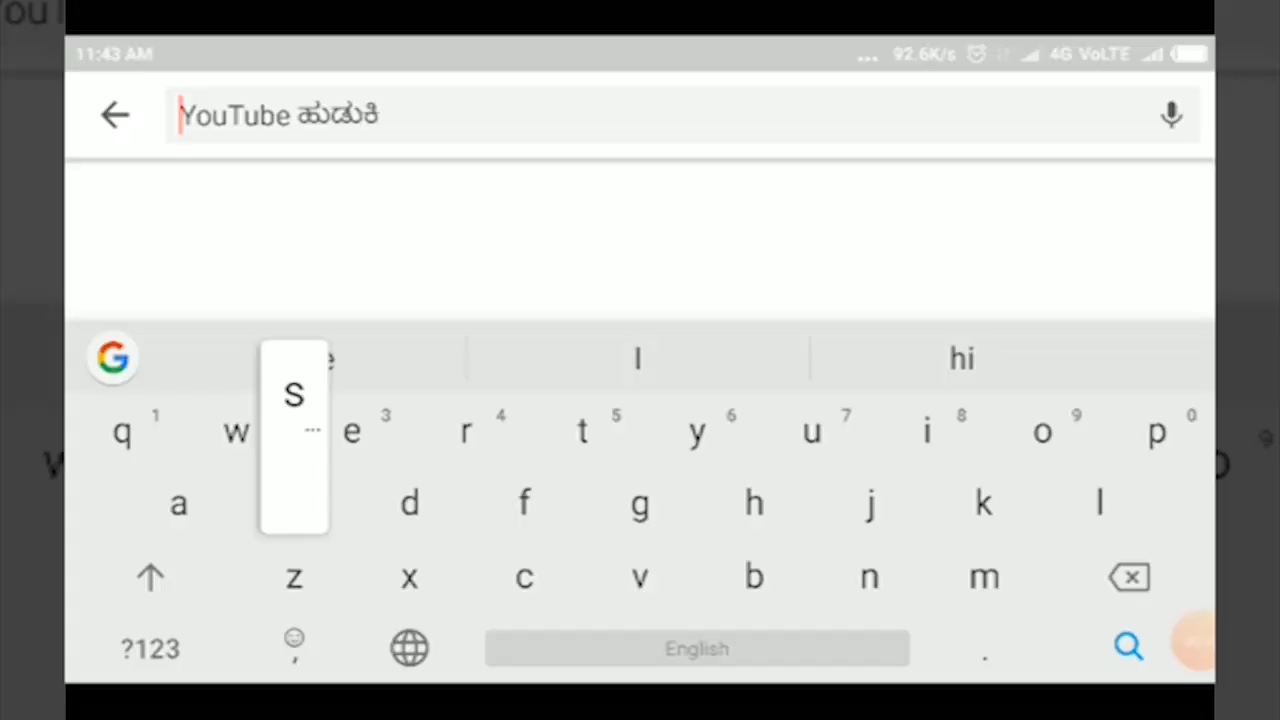 11:43 AM ... 92.6K/s 4G VoLTE
YouTube ಹುಡುಕಿ
I hi
q 1 w e 3 r 4 t 5 y 6 u 7 i 8 o 9 p 0
S ...
a d f g h j k l
z x c v b n m
?123 , English .